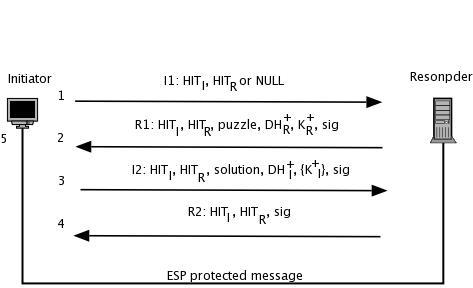 Initiator
Resonpder
1
I1: HIT_I, HIT_R or NULL
5
2
R1: HIT_I, HIT_R, puzzle, DH_R^+, K_R^+, sig
3
I2: HIT_I, HIT_R, solution, DH_I^+, {K_I^+}, sig
4
R2: HIT_I, HIT_R, sig
ESP protected message